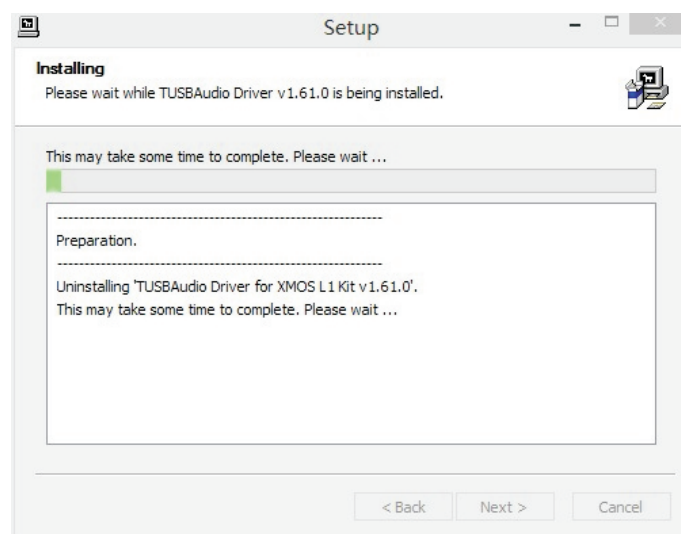 Setup
Installing
Please wait while TUSBAudio Driver v1.61.0 is being installed.
This may take some time to complete. Please wait ...
------------------------------------------------------------
Preparation.
------------------------------------------------------------
Uninstalling 'TUSBAudio Driver for XMOS L1 Kit v1.61.0'.
This may take some time to complete. Please wait ...
< Back Next > Cancel